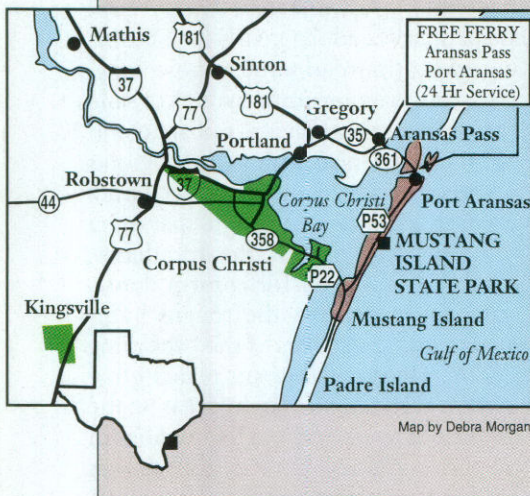 Mathis
181
FREE FERRY
Aransas Pass
Port Aransas
(24 Hr Service)
Sinton
37
77
181
Gregory
35
Aransas Pass
Portland
361
Robstown
37
Corpus Christi
Bay
Port Aransas
44
P53
77
358
MUSTANG
ISLAND
STATE PARK
Corpus Christi
P22
Kingsville
Mustang Island
Gulf of Mexico
Padre Island
Map by Debra Morgan